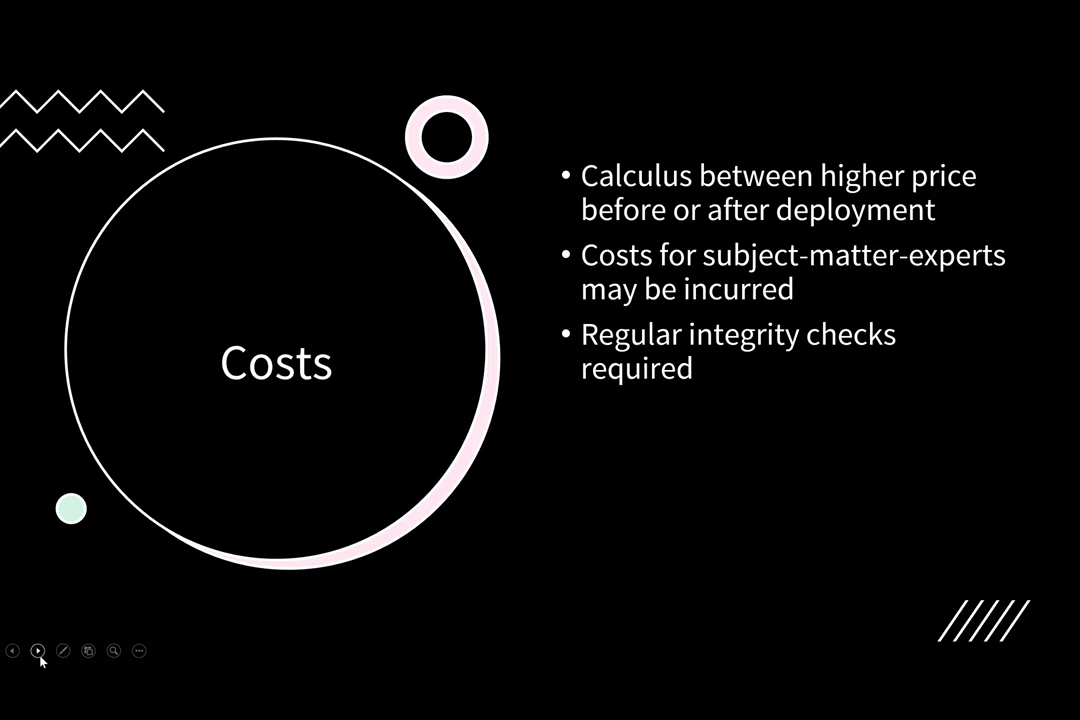 Costs
• Calculus between higher price
before or after deployment
• Costs for subject-matter-experts
may be incurred
• Regular integrity checks
required